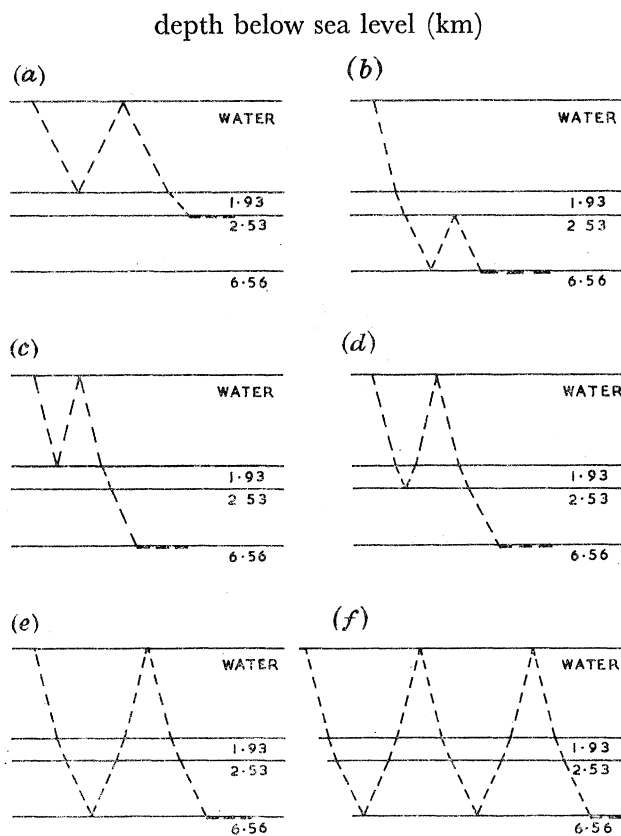 depth below sea level (km)
(a)
WATER
1·93
2·53
6·56
(b)
WATER
1·93
2 53
6·56
(c)
WATER
1·93
2 53
6·56
(d)
WATER
1·93
2 53
6·56
(e)
WATER
1·93
2·53
6·56
(f)
WATER
1·93
2·53
6·56